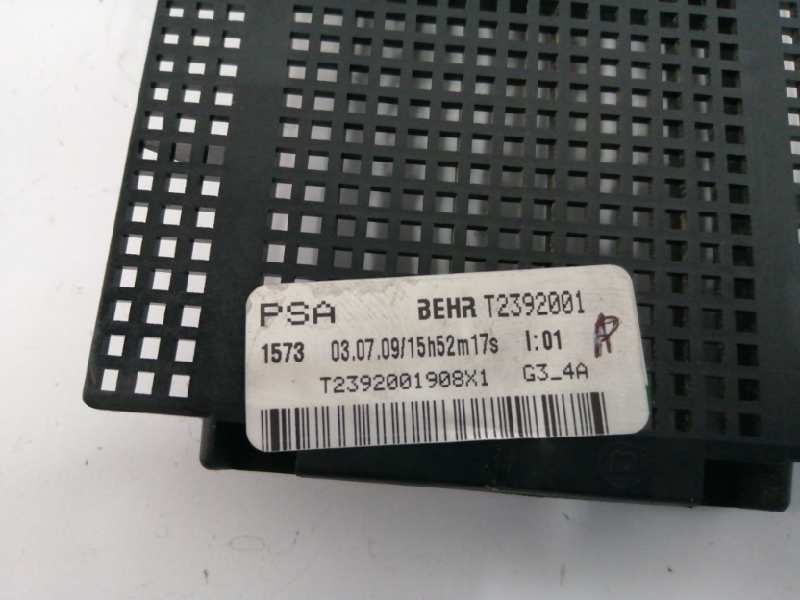 PSA BEHR T2392001
1573 03.07.09/15h52m17s I:01 R
T2392001908X1 G3_4A